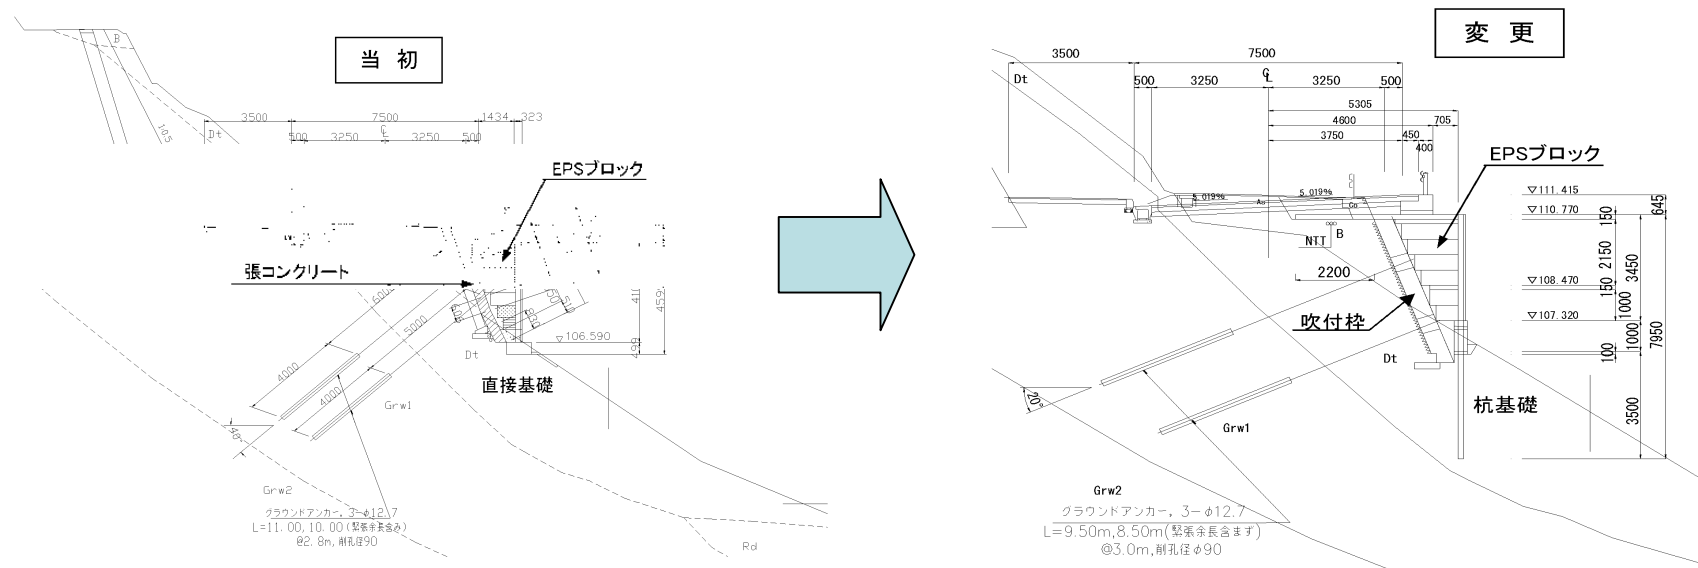 当 初
B
1:0.5
Dt
3500
7500
1434
323
500
3250
3250
500
EPSブロック
張コンクリート
6000
5000
4000
4000
459
499
▽106.590
Dt
直接基礎
Grw1
Grw2
グラウンドアンカー, 3-φ12.7
L=11.00,10.00(緊張余長含み)
@2.8m,削孔径90
Rd
変 更
3500
7500
Dt
500
3250
3250
500
5305
4600
705
3750
450
400
EPSブロック
5.019%
5.019%
▽111.415
▽110.770
NTT
B
2200
▽108.470
▽107.320
吹付枠
Dt
645
150
2150
3450
150
1000
1000
100
7950
3500
杭基礎
20°
Grw1
Grw2
グラウンドアンカー, 3-φ12.7
L=9.50m,8.50m(緊張余長含まず)
@3.0m,削孔径φ90